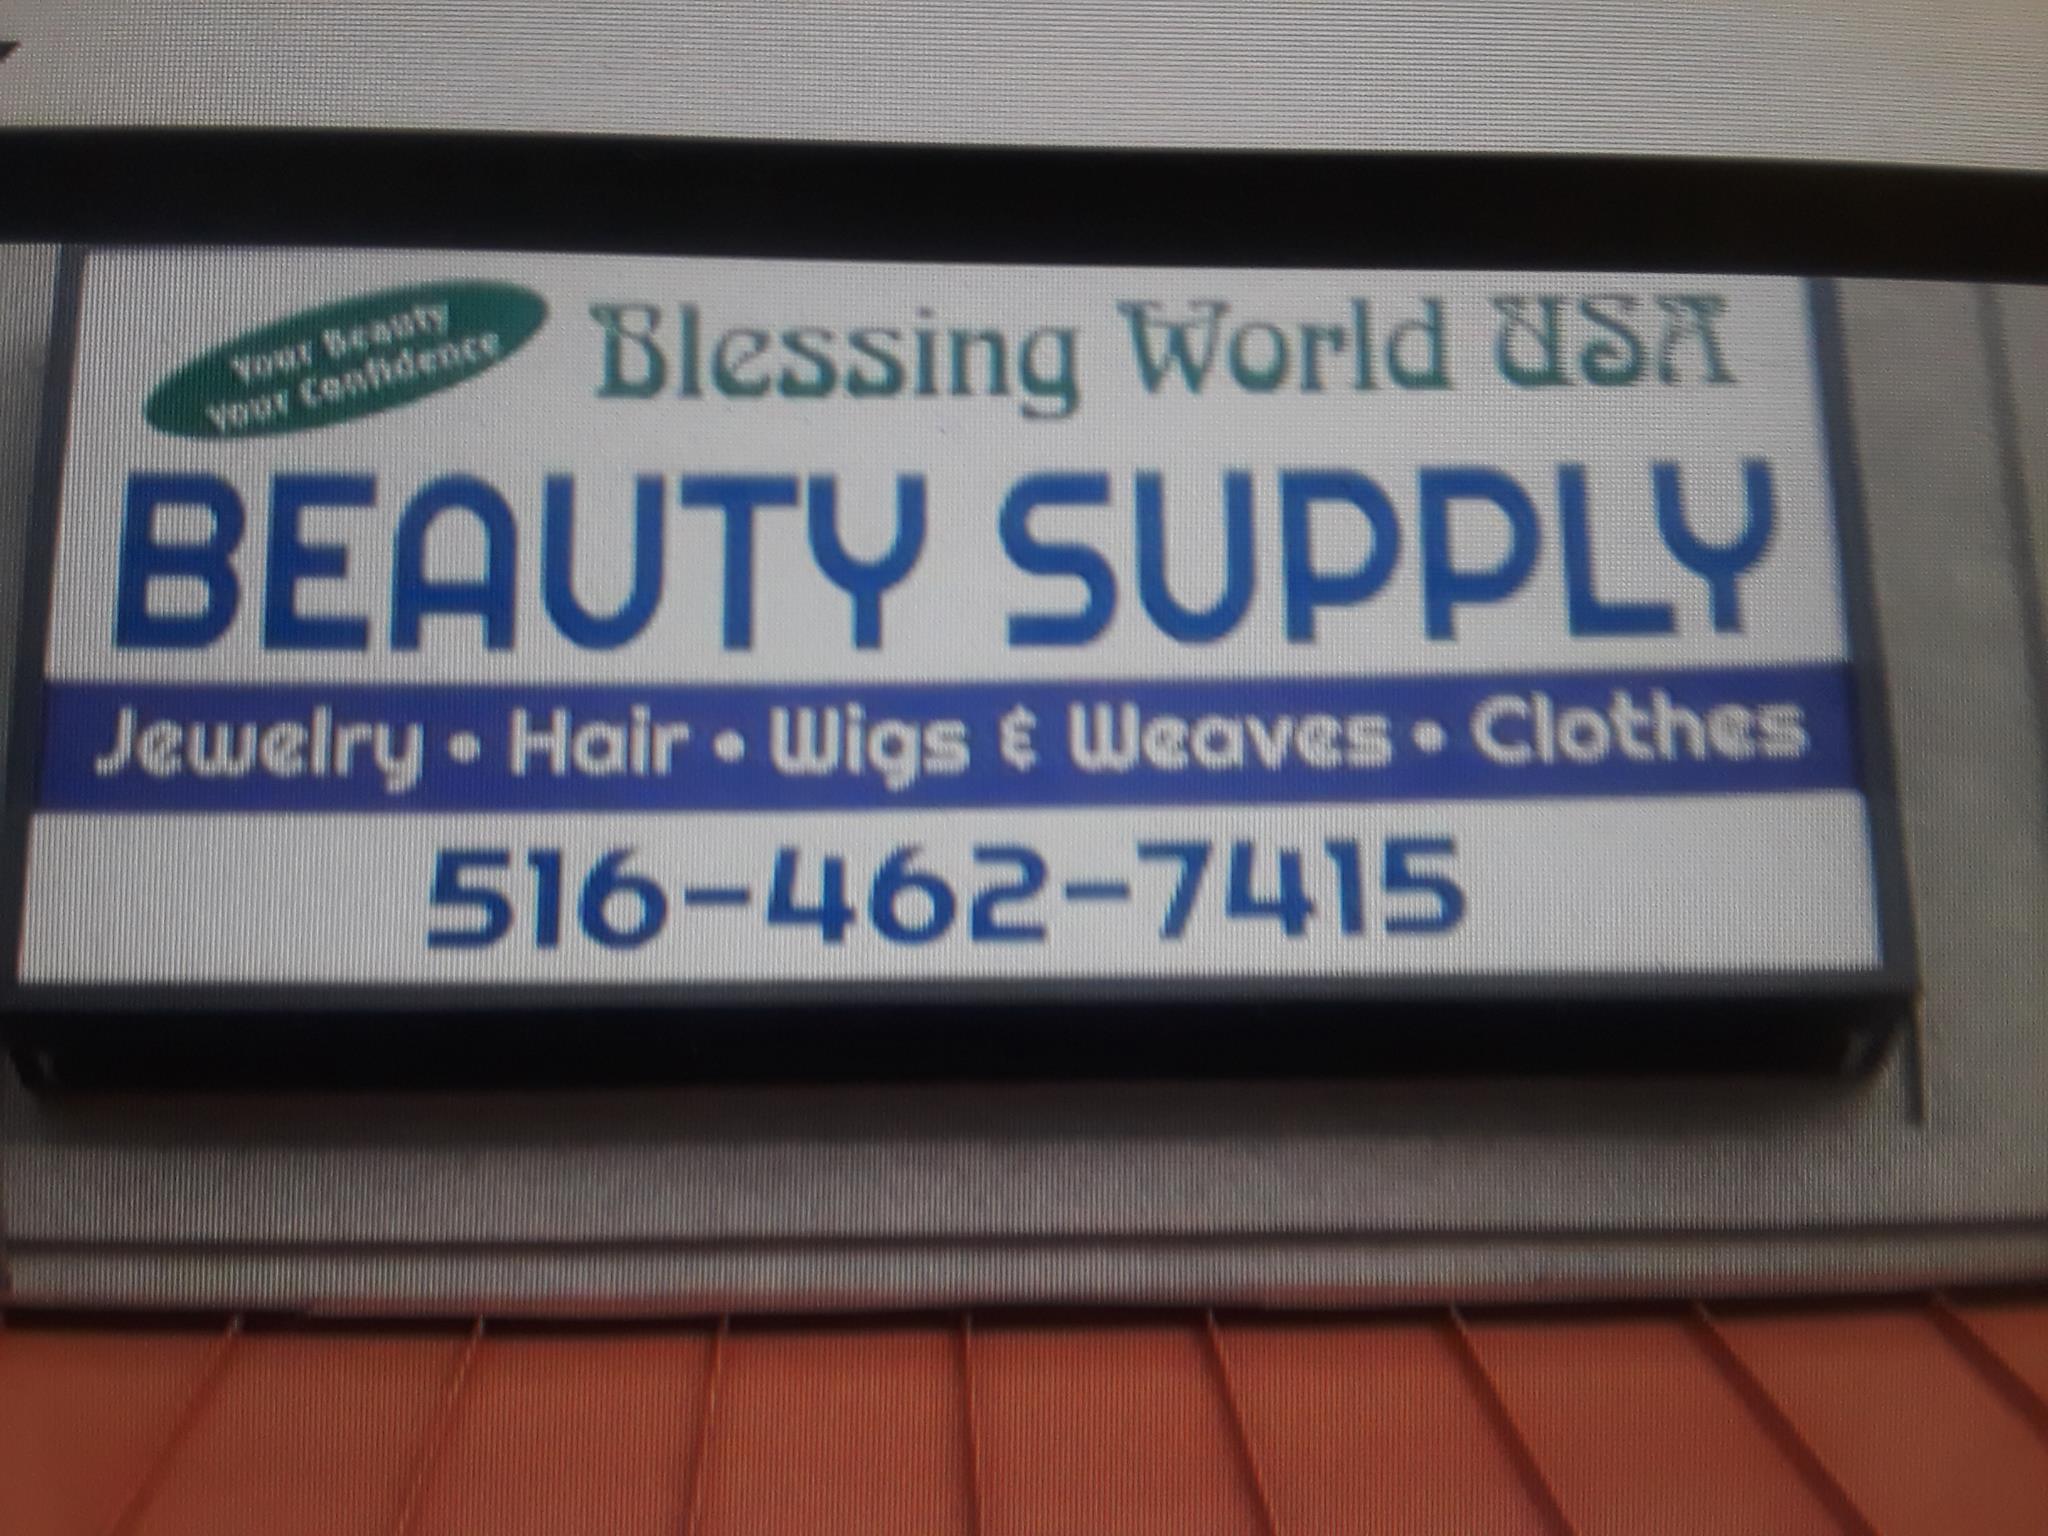 Your Beauty
Your Confidence
Blessing World USA
BEAUTY SUPPLY
Jewelry • Hair • Wigs & Weaves • Clothes
516-462-7415